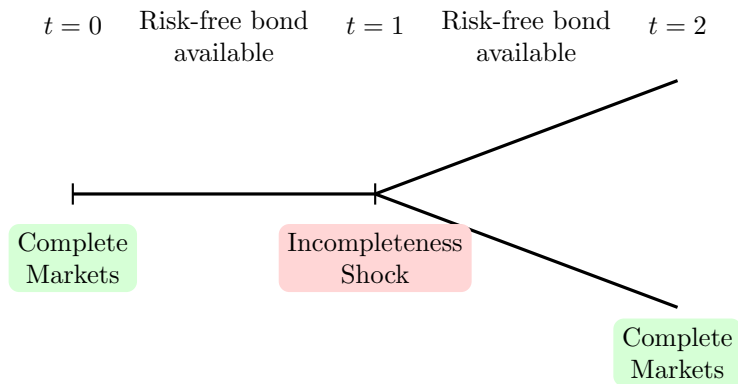 t = 0
Risk-free bond
available
t = 1
Risk-free bond
available
t = 2
Complete
Markets
Incompleteness
Shock
Complete
Markets